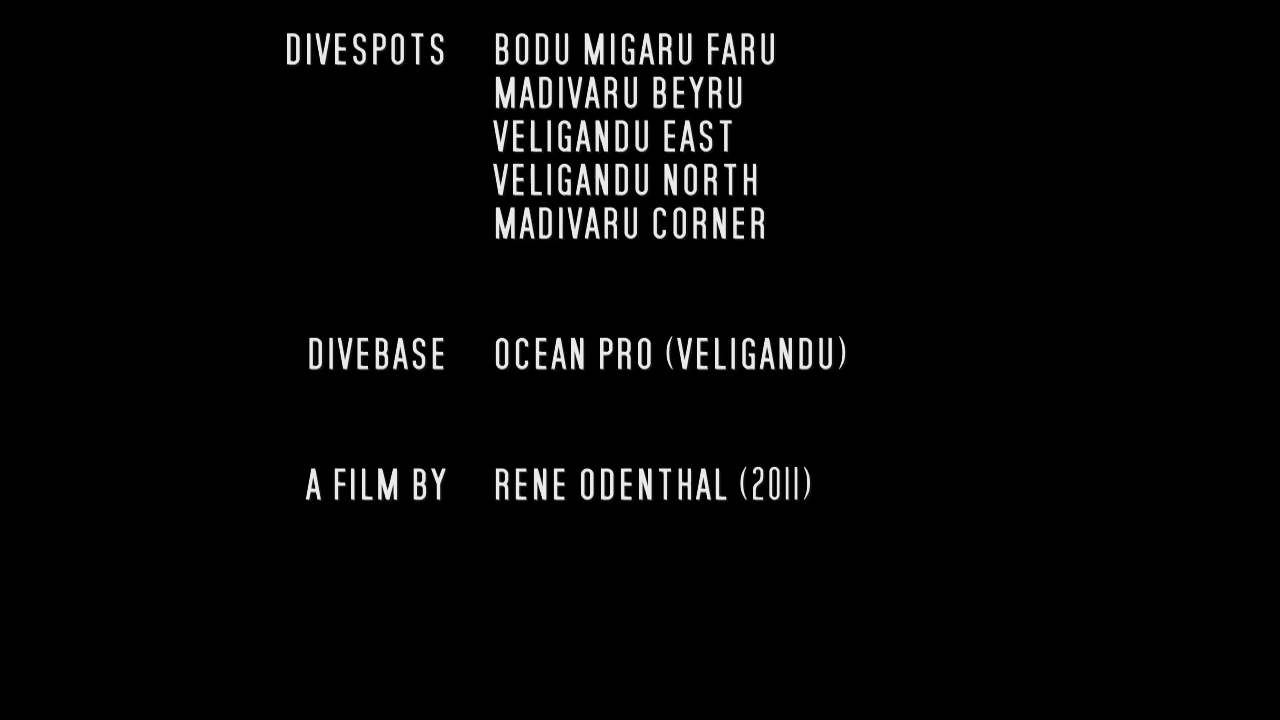 DIVESPOTS BODU MIGARU FARU
MADIVARU BEYRU
VELIGANDU EAST
VELIGANDU NORTH
MADIVARU CORNER
DIVEBASE OCEAN PRO (VELIGANDU)
A FILM BY RENE ODENTHAL (2011)